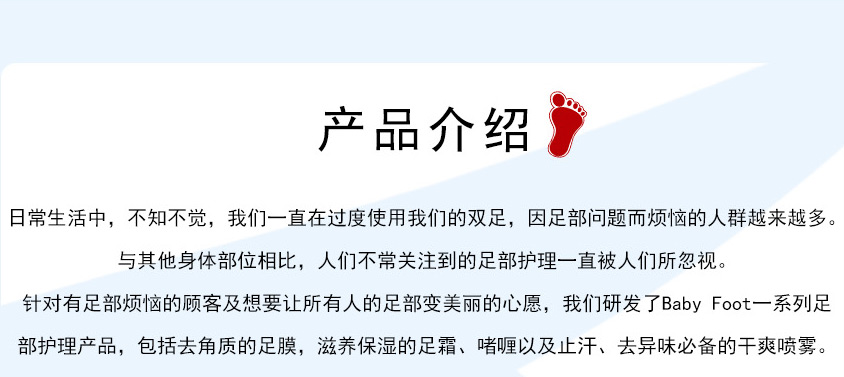 产品介绍
日常生活中，不知不觉，我们一直在过度使用我们的双足，因足部问题而烦恼的人群越来越多。
与其他身体部位相比，人们不常关注到的足部护理一直被人们所忽视。
针对有足部烦恼的顾客及想要让所有人的足部变美丽的心愿，我们研发了Baby Foot一系列足
部护理产品，包括去角质的足膜，滋养保湿的足霜、啫喱以及止汗、去异味必备的干爽喷雾。